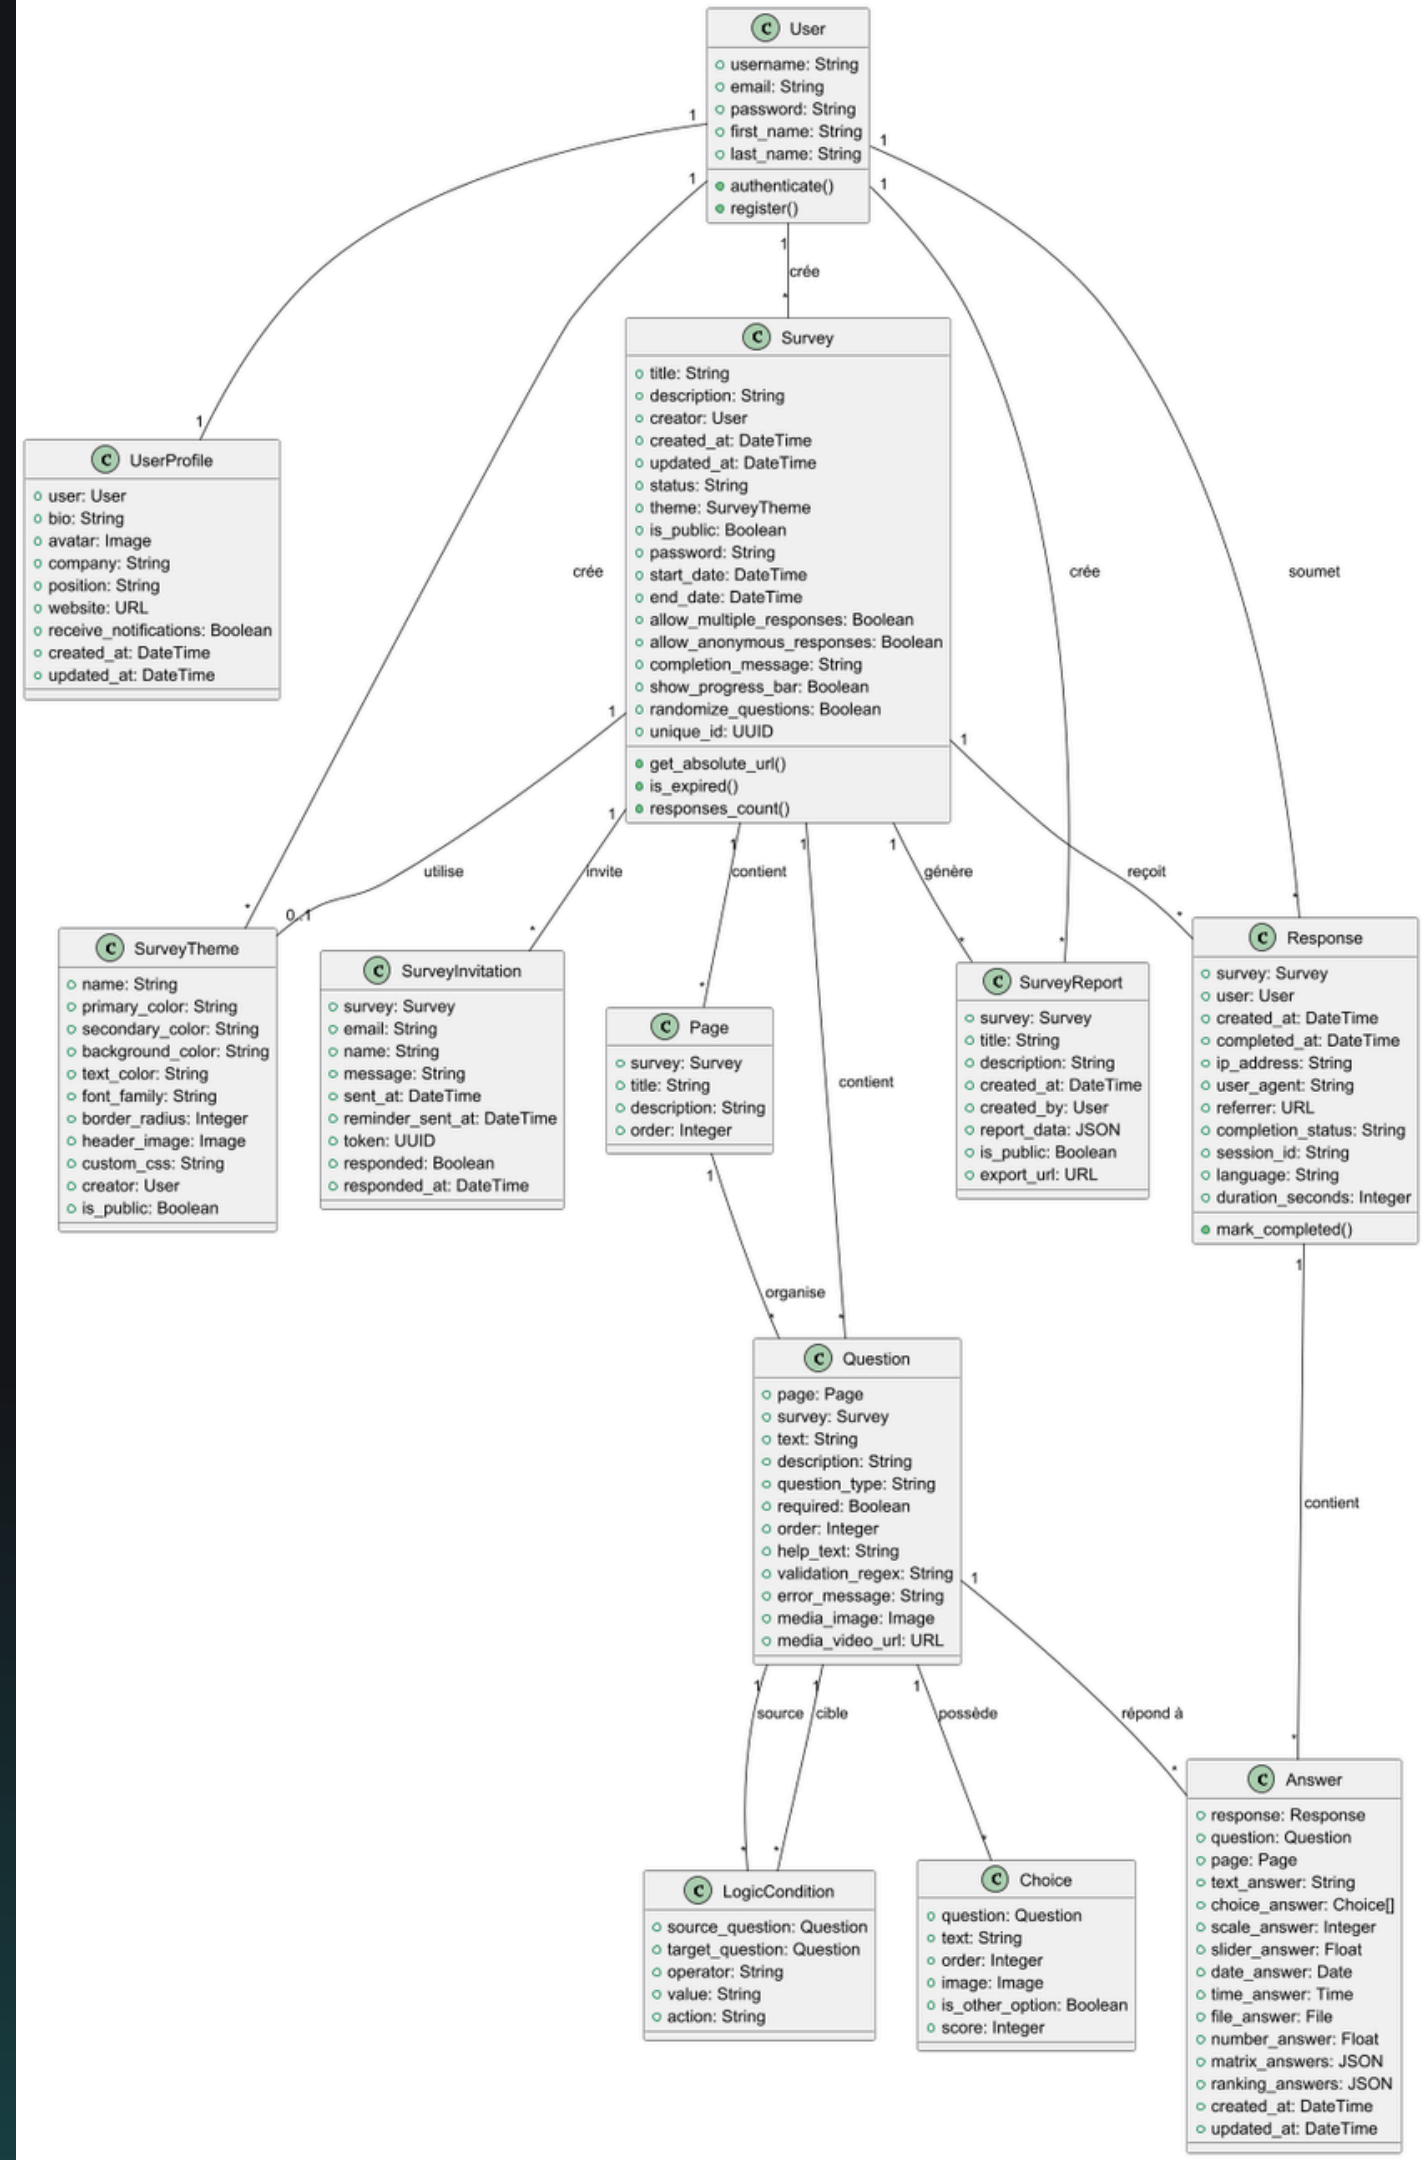 C User
username: String
email: String
password: String
first_name: String
last_name: String
authenticate()
register()
1
1
1
1
1
crée
*
C Survey
title: String
description: String
creator: User
created_at: DateTime
updated_at: DateTime
status: String
theme: SurveyTheme
is_public: Boolean
password: String
start_date: DateTime
end_date: DateTime
allow_multiple_responses: Boolean
allow_anonymous_responses: Boolean
completion_message: String
show_progress_bar: Boolean
randomize_questions: Boolean
unique_id: UUID
get_absolute_url()
is_expired()
responses_count()
1
C UserProfile
user: User
bio: String
avatar: Image
company: String
position: String
website: URL
receive_notifications: Boolean
created_at: DateTime
updated_at: DateTime
crée
crée
soumet
1
1
1
1
1
1
utilise
invite
contient
génère
reçoit
*
0..1
*
*
*
*
*
*
C SurveyTheme
name: String
primary_color: String
secondary_color: String
background_color: String
text_color: String
font_family: String
border_radius: Integer
header_image: Image
custom_css: String
creator: User
is_public: Boolean
C SurveyInvitation
survey: Survey
email: String
name: String
message: String
sent_at: DateTime
reminder_sent_at: DateTime
token: UUID
responded: Boolean
responded_at: DateTime
C Page
survey: Survey
title: String
description: String
order: Integer
contient
C SurveyReport
survey: Survey
title: String
description: String
created_at: DateTime
created_by: User
report_data: JSON
is_public: Boolean
export_url: URL
C Response
survey: Survey
user: User
created_at: DateTime
completed_at: DateTime
ip_address: String
user_agent: String
referrer: URL
completion_status: String
session_id: String
language: String
duration_seconds: Integer
mark_completed()
1
1
organise
*
*
C Question
page: Page
survey: Survey
text: String
description: String
question_type: String
required: Boolean
order: Integer
help_text: String
validation_regex: String
error_message: String
media_image: Image
media_video_url: URL
contient
1
1
1
1
source
cible
possède
répond à
*
*
*
*
*
C LogicCondition
source_question: Question
target_question: Question
operator: String
value: String
action: String
C Choice
question: Question
text: String
order: Integer
image: Image
is_other_option: Boolean
score: Integer
C Answer
response: Response
question: Question
page: Page
text_answer: String
choice_answer: Choice[]
scale_answer: Integer
slider_answer: Float
date_answer: Date
time_answer: Time
file_answer: File
number_answer: Float
matrix_answers: JSON
ranking_answers: JSON
created_at: DateTime
updated_at: DateTime